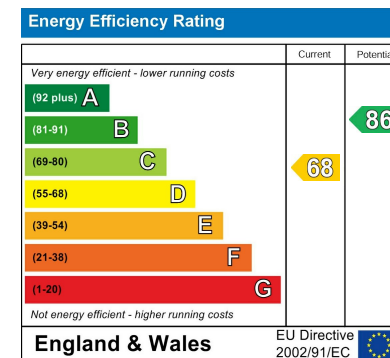 Energy Efficiency Rating
Current Potentia
Very energy efficient - lower running costs
(92 plus) A
(81-91) B
86
(69-80) C
68
(55-68) D
(39-54) E
(21-38) F
(1-20) G
Not energy efficient - higher running costs
England & Wales
EU Directive
2002/91/EC